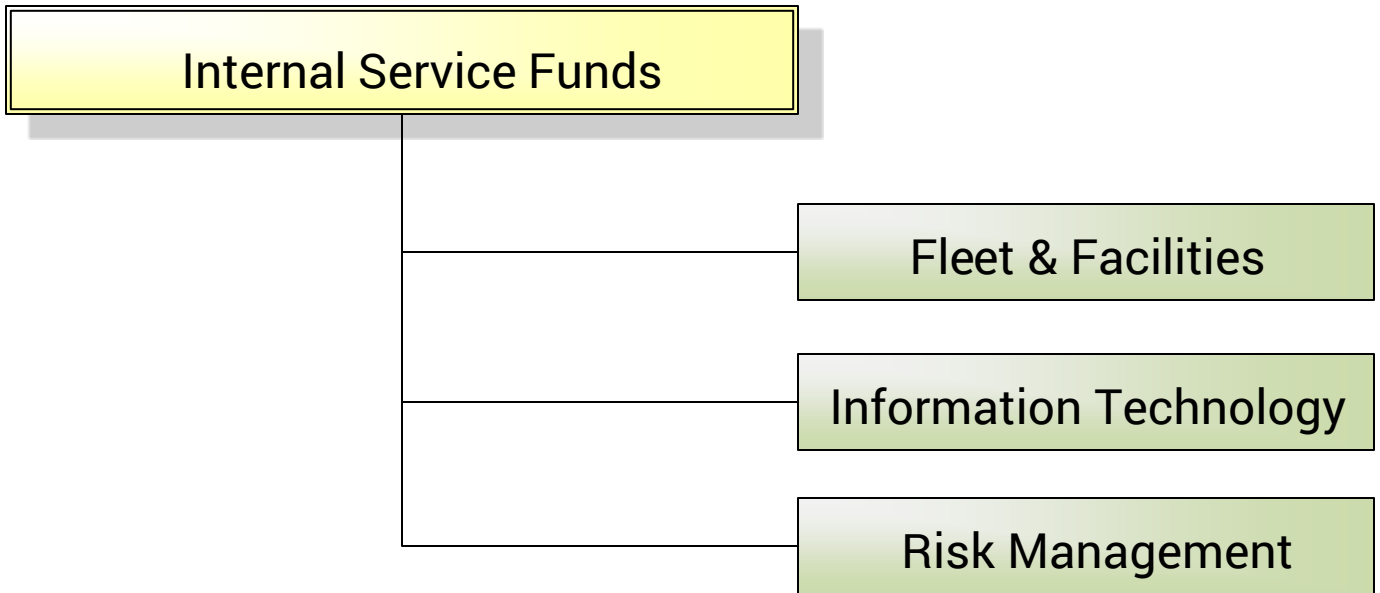 Internal Service Funds
Fleet & Facilities
Information Technology
Risk Management